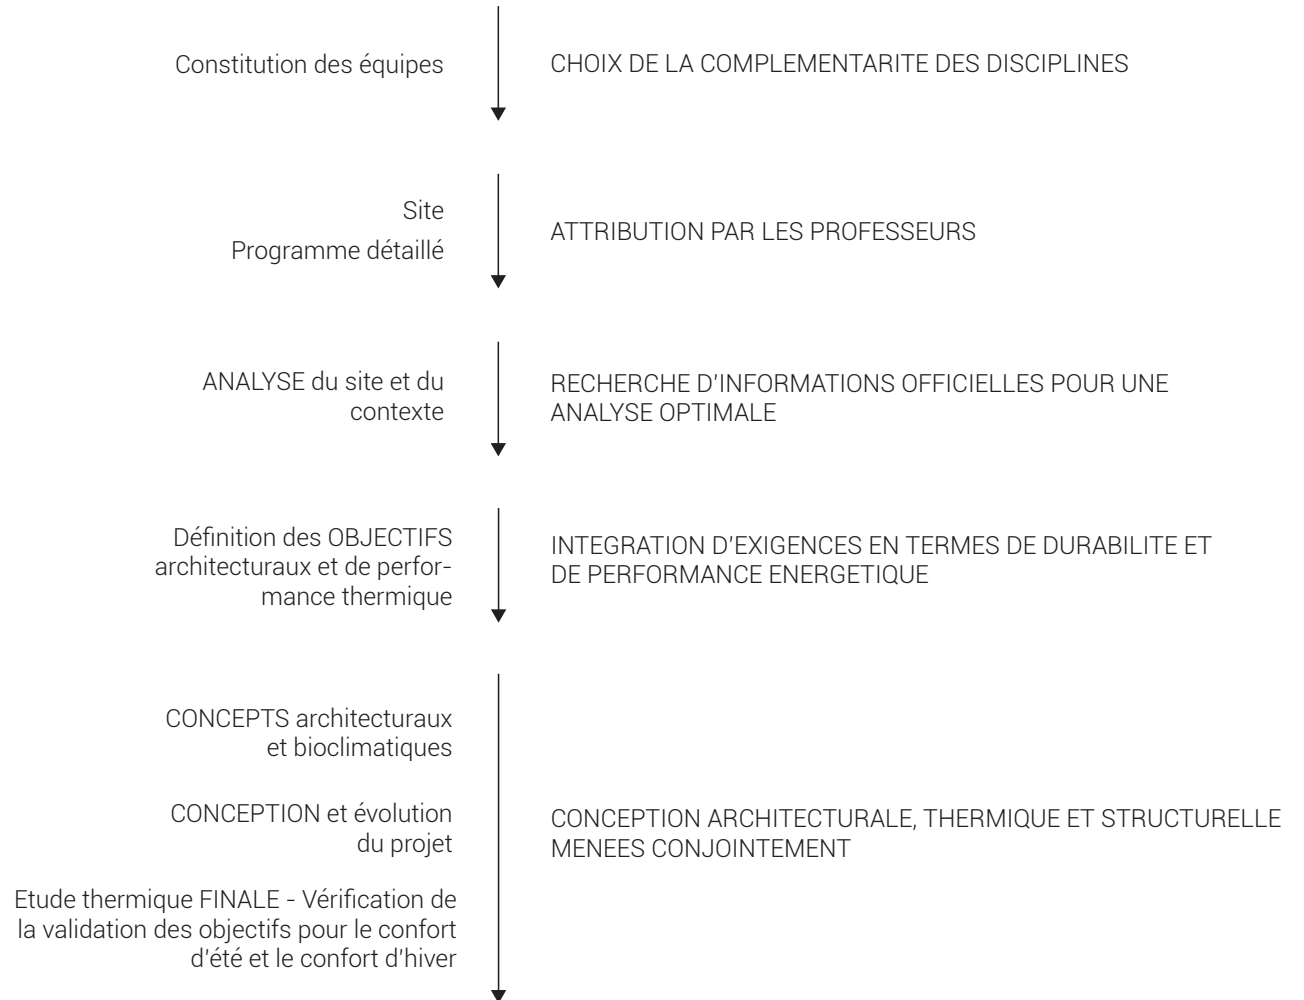 Constitution des équipes
CHOIX DE LA COMPLEMENTARITE DES DISCIPLINES
Site
Programme détaillé
ATTRIBUTION PAR LES PROFESSEURS
ANALYSE du site et du
contexte
RECHERCHE D'INFORMATIONS OFFICIELLES POUR UNE
ANALYSE OPTIMALE
Définition des OBJECTIFS
architecturaux et de perfor-
mance thermique
INTEGRATION D'EXIGENCES EN TERMES DE DURABILITE ET
DE PERFORMANCE ENERGETIQUE
CONCEPTS architecturaux
et bioclimatiques
CONCEPTION et évolution
du projet
CONCEPTION ARCHITECTURALE, THERMIQUE ET STRUCTURELLE
MENEES CONJOINTEMENT
Etude thermique FINALE - Vérification de
la validation des objectifs pour le confort
d'été et le confort d'hiver